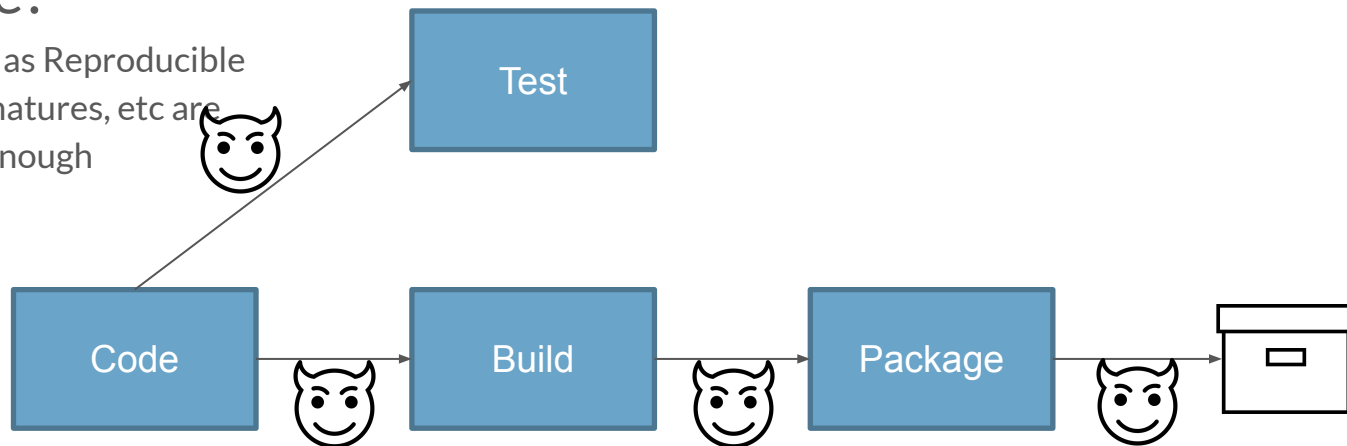 as Reproducible
natures, etc are
nough
Test
Code
Build
Package